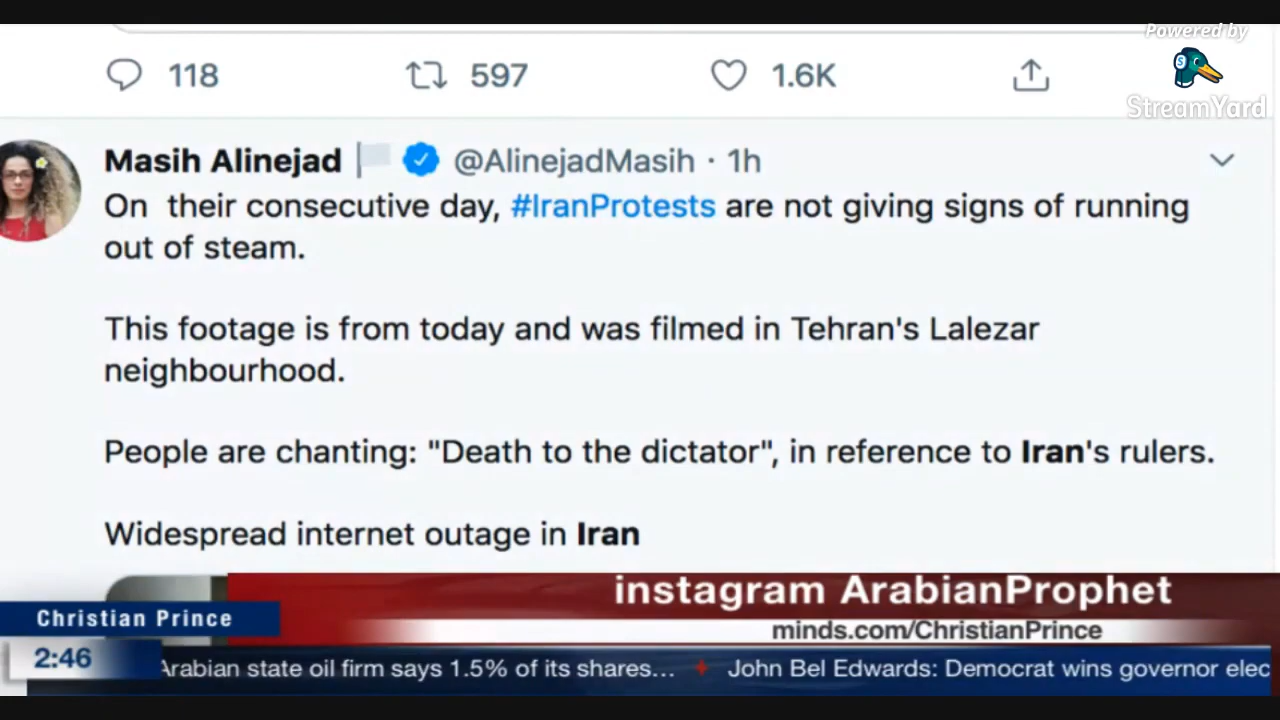 Powered by
StreamYard
118 597 1.6K
Masih Alinejad @AlinejadMasih · 1h
On their consecutive day, #IranProtests are not giving signs of running
out of steam.
This footage is from today and was filmed in Tehran's Lalezar
neighbourhood.
People are chanting: "Death to the dictator", in reference to Iran's rulers.
Widespread internet outage in Iran
instagram ArabianProphet
Christian Prince
minds.com/ChristianPrince
2:46
Arabian state oil firm says 1.5% of its shares... John Bel Edwards: Democrat wins governor elec